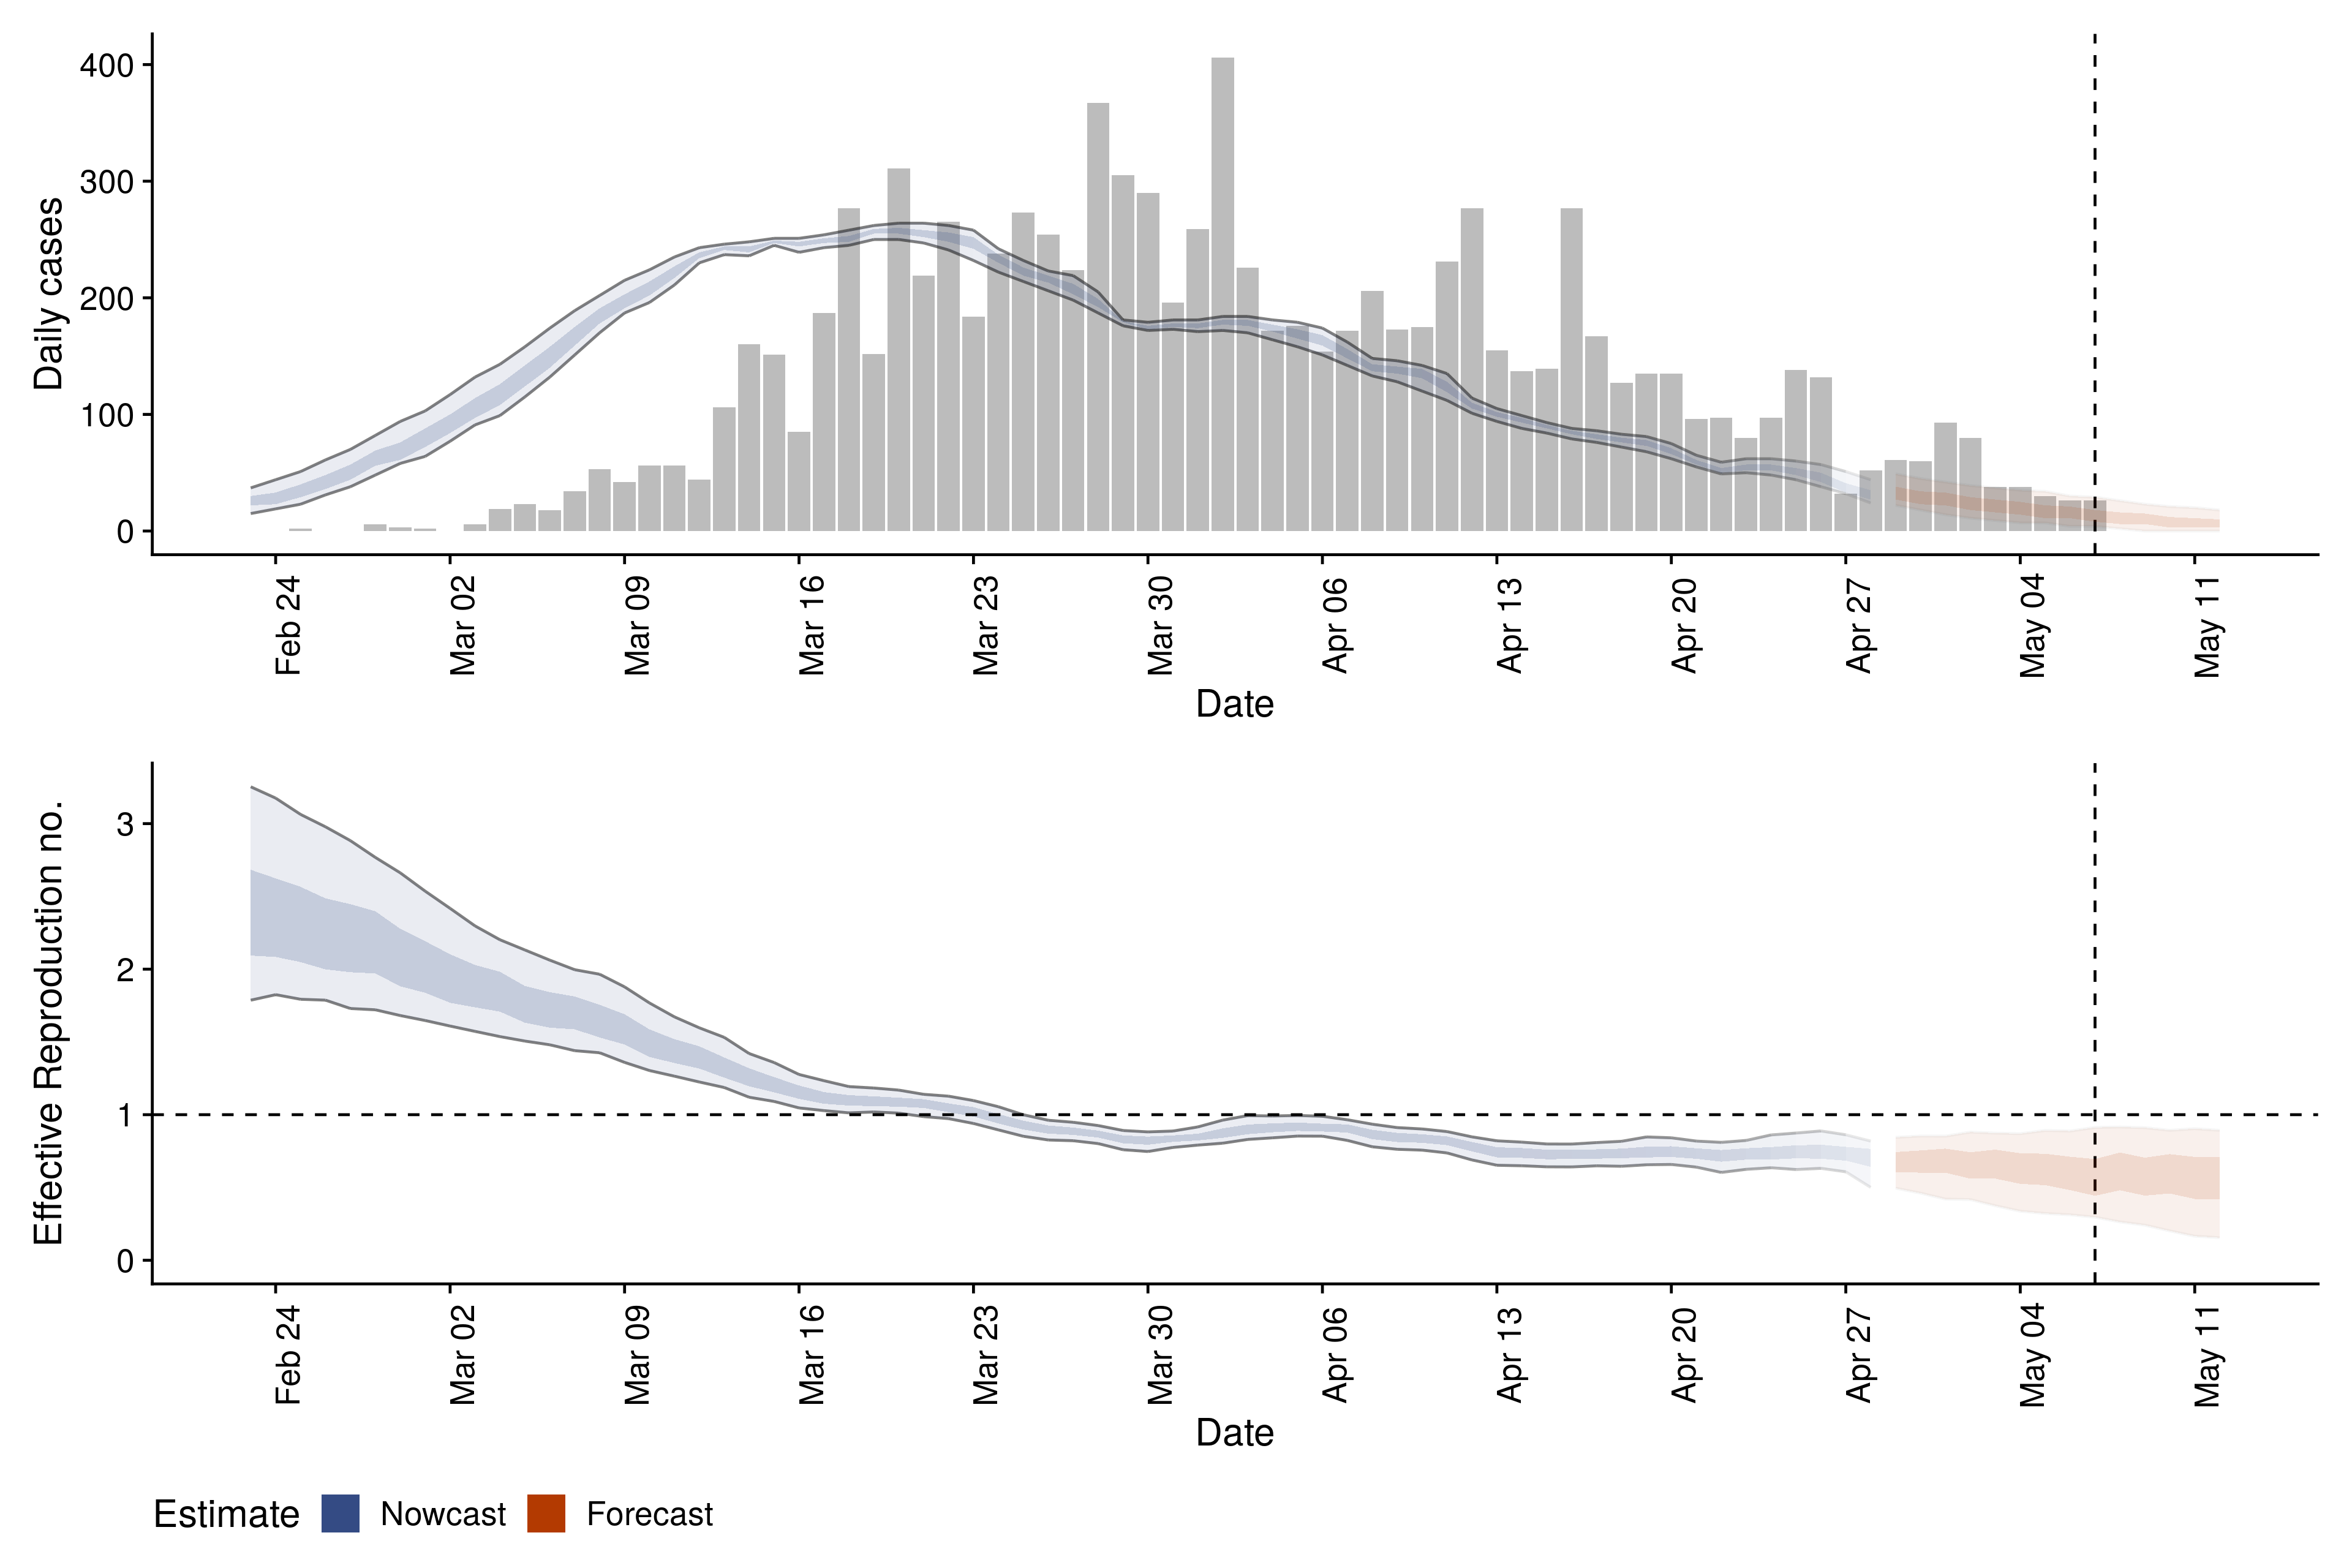 Daily cases
400
300
200
100
0
Feb 24
Mar 02
Mar 09
Mar 16
Mar 23
Mar 30
Apr 06
Apr 13
Apr 20
Apr 27
May 04
May 11
Date
Effective Reproduction no.
3
2
1
0
Feb 24
Mar 02
Mar 09
Mar 16
Mar 23
Mar 30
Apr 06
Apr 13
Apr 20
Apr 27
May 04
May 11
Date
Estimate Nowcast Forecast